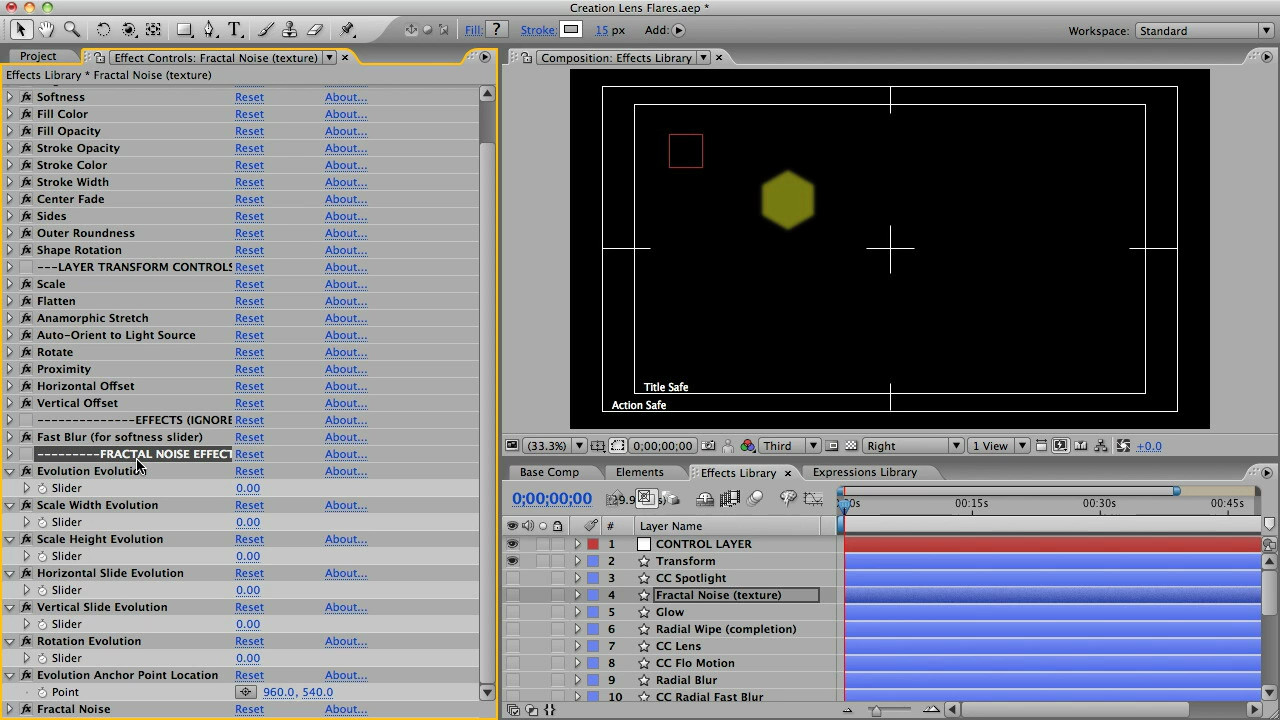 Creation Lens Flares.aep *
Fill: ? Stroke: 15 px Add: Workspace: Standard
Project Effect Controls: Fractal Noise (texture) Composition: Effects Library
Effects Library * Fractal Noise (texture)
Softness Reset About...
Fill Color Reset About...
Fill Opacity Reset About...
Stroke Opacity Reset About...
Stroke Color Reset About...
Stroke Width Reset About...
Center Fade Reset About...
Sides Reset About...
Outer Roundness Reset About...
Shape Rotation Reset About...
---LAYER TRANSFORM CONTROLS Reset About...
Scale Reset About...
Flatten Reset About...
Anamorphic Stretch Reset About...
Auto-Orient to Light Source Reset About...
Rotate Reset About...
Proximity Reset About...
Horizontal Offset Reset About...
Vertical Offset Reset About...
--------------EFFECTS (IGNORE Reset About...
Fast Blur (for softness slider) Reset About...
---------FRACTAL NOISE EFFECT Reset About...
Evolution Evolution Reset About...
Slider 0.00
Scale Width Evolution Reset About...
Slider 0.00
Scale Height Evolution Reset About...
Slider 0.00
Horizontal Slide Evolution Reset About...
Slider 0.00
Vertical Slide Evolution Reset About...
Slider 0.00
Rotation Evolution Reset About...
Slider 0.00
Evolution Anchor Point Location Reset About...
Point 960.0, 540.0
Fractal Noise Reset About...
Title Safe
Action Safe
(33.3%) 0;00;00;00 Third Right 1 View +0.0
Base Comp Elements Effects Library Expressions Library
0;00;00;00 00:15s 00:30s 00:45s
# Layer Name
1 CONTROL LAYER
2 Transform
3 CC Spotlight
4 Fractal Noise (texture)
5 Glow
6 Radial Wipe (completion)
7 CC Lens
8 CC Flo Motion
9 Radial Blur
10 CC Radial Fast Blur